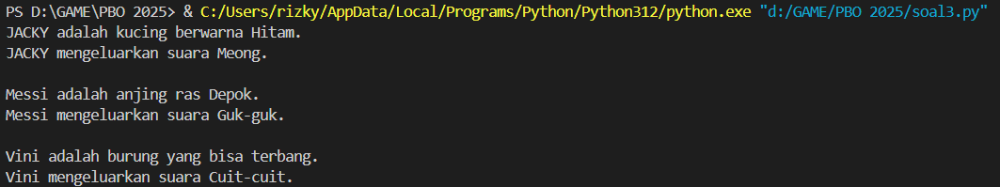 PS D:\GAME\PBO 2025> & C:/Users/rizky/AppData/Local/Programs/Python/Python312/python.exe "d:/GAME/PBO 2025/soal3.py"
JACKY adalah kucing berwarna Hitam.
JACKY mengeluarkan suara Meong.
Messi adalah anjing ras Depok.
Messi mengeluarkan suara Guk-guk.
Vini adalah burung yang bisa terbang.
Vini mengeluarkan suara Cuit-cuit.